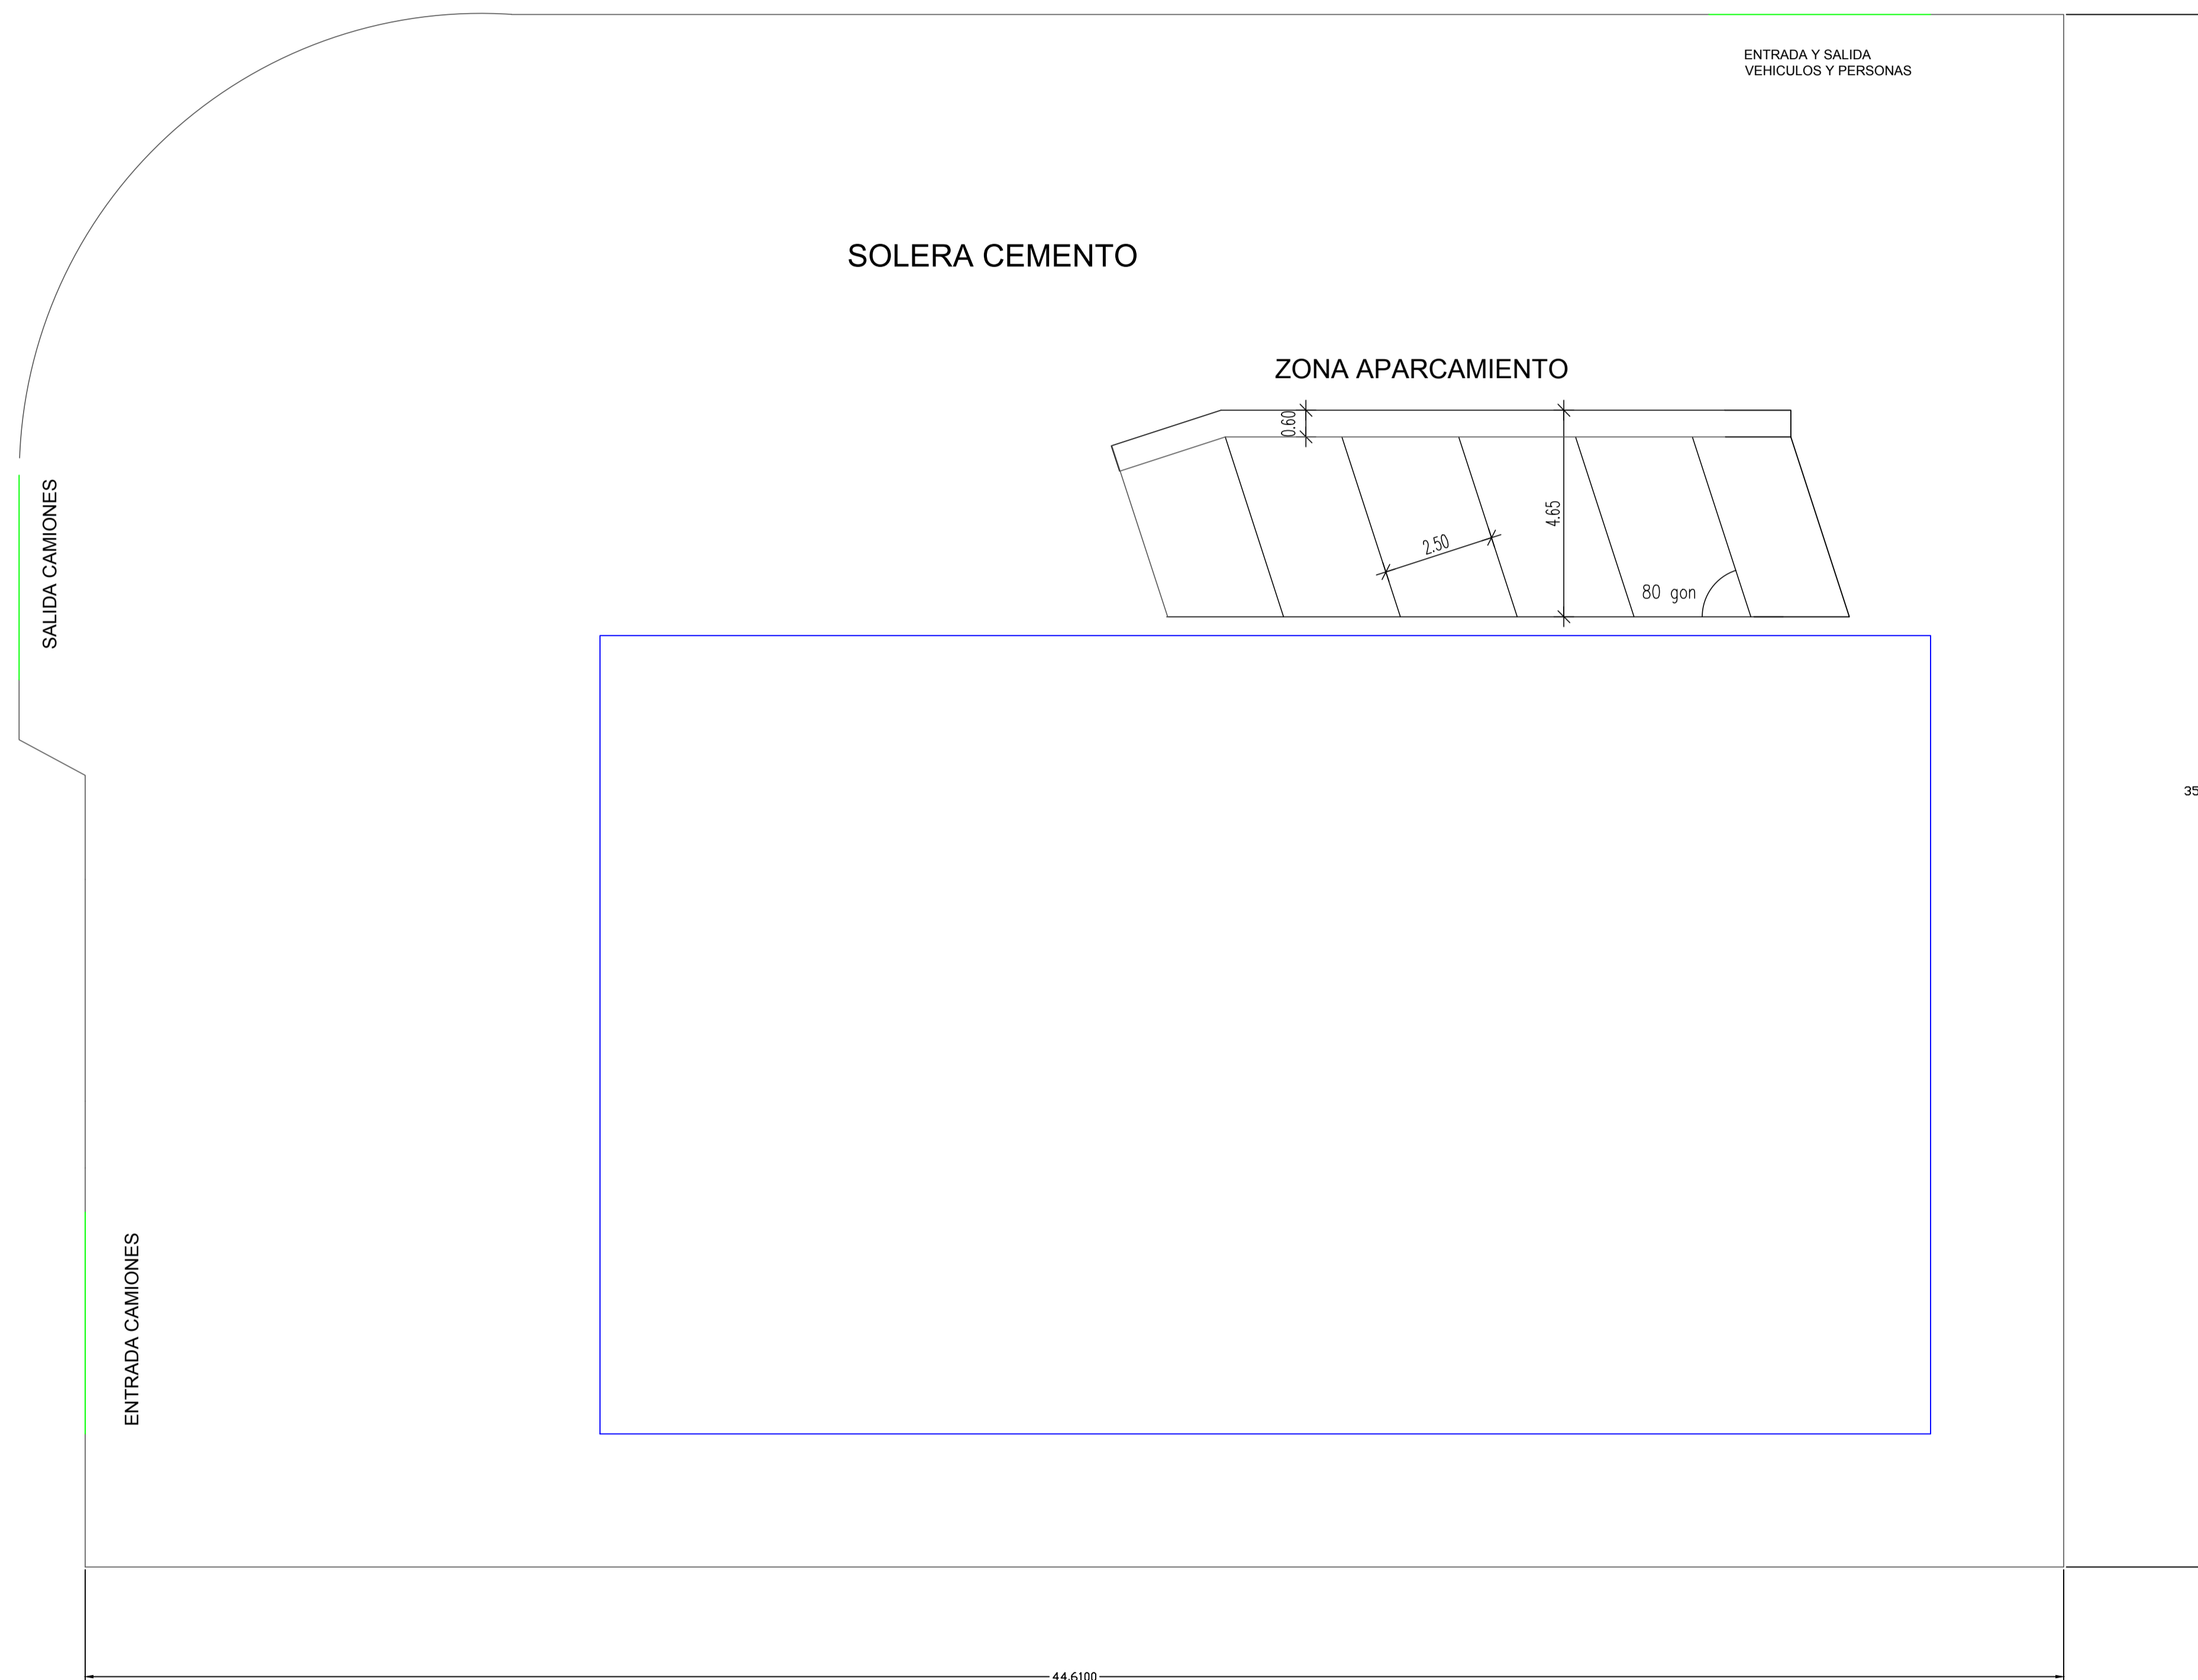 ENTRADA Y SALIDA
VEHICULOS Y PERSONAS
SOLERA CEMENTO
ZONA APARCAMIENTO
0.60
4.65
2.50
80 gon
SALIDA CAMIONES
35
ENTRADA CAMIONES
44.6100